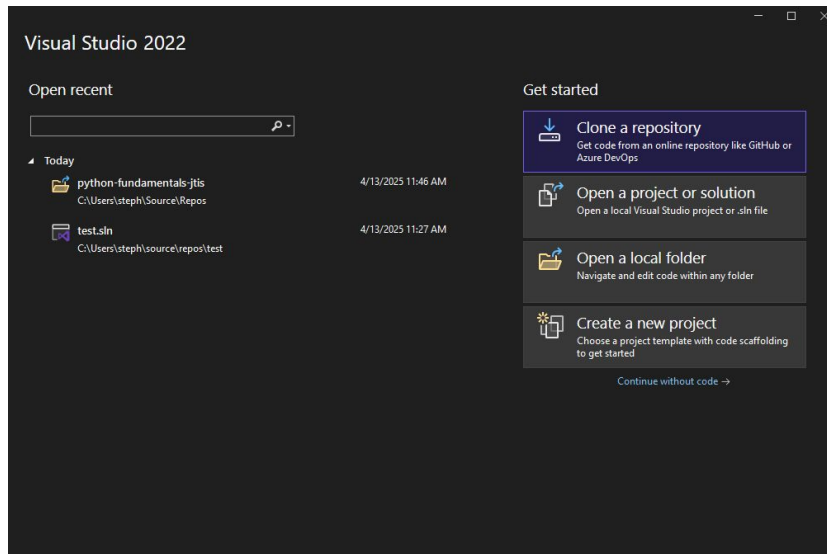 Visual Studio 2022
Open recent
Today
python-fundamentals-jtis
4/13/2025 11:46 AM
C:\Users\steph\Source\Repos
test.sln
4/13/2025 11:27 AM
C:\Users\steph\source\repos\test
Get started
Clone a repository
Get code from an online repository like GitHub or
Azure DevOps
Open a project or solution
Open a local Visual Studio project or .sln file
Open a local folder
Navigate and edit code within any folder
Create a new project
Choose a project template with code scaffolding
to get started
Continue without code →